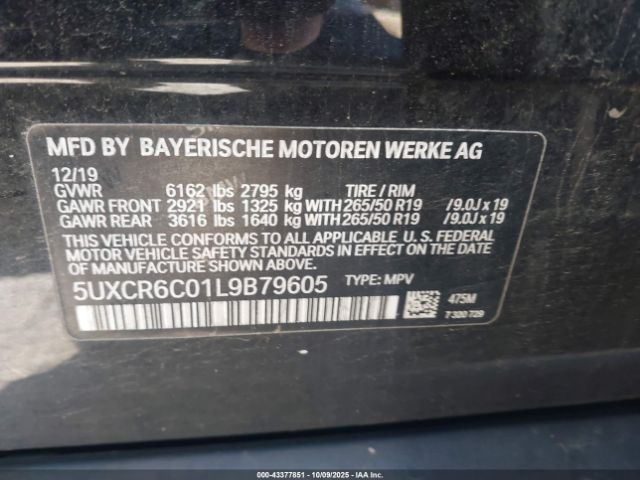 MFD BY BAYERISCHE MOTOREN WERKE AG
12/19
GVWR 6162 lbs 2795 kg TIRE / RIM
GAWR FRONT 2921 lbs 1325 kg WITH 265/50 R19 /9.0J x 19
GAWR REAR 3616 lbs 1640 kg WITH 265/50 R19 /9.0J x 19
THIS VEHICLE CONFORMS TO ALL APPLICABLE U. S. FEDERAL
MOTOR VEHICLE SAFETY STANDARDS IN EFFECT ON THE DATE
OF MANUFACTURE SHOWN ABOVE.
5UXCR6C01L9B79605 TYPE: MPV
475M
7 320 729
000-43377851 - 10/09/2025 - IAA Inc.